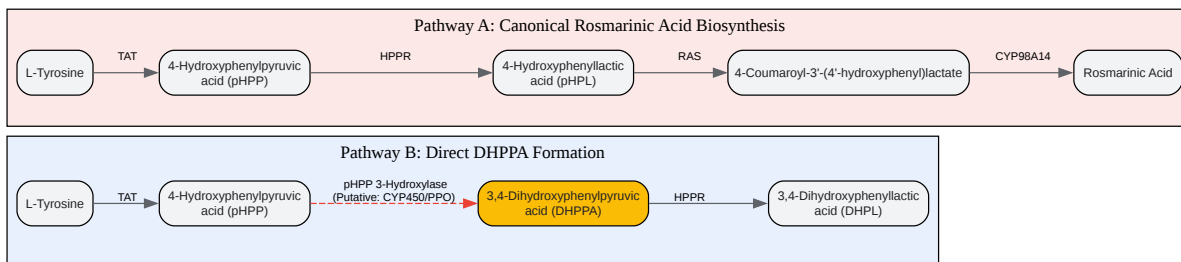 Pathway A: Canonical Rosmarinic Acid Biosynthesis
L-Tyrosine
TAT
4-Hydroxyphenylpyruvic
acid (pHPP)
HPPR
4-Hydroxyphenyllactic
acid (pHPL)
RAS
4-Coumaroyl-3'-(4'-hydroxyphenyl)lactate
CYP98A14
Rosmarinic Acid
Pathway B: Direct DHPPA Formation
L-Tyrosine
TAT
4-Hydroxyphenylpyruvic
acid (pHPP)
pHPP 3-Hydroxylase
(Putative: CYP450/PPO)
3,4-Dihydroxyphenylpyruvic
acid (DHPPA)
HPPR
3,4-Dihydroxyphenyllactic
acid (DHPL)